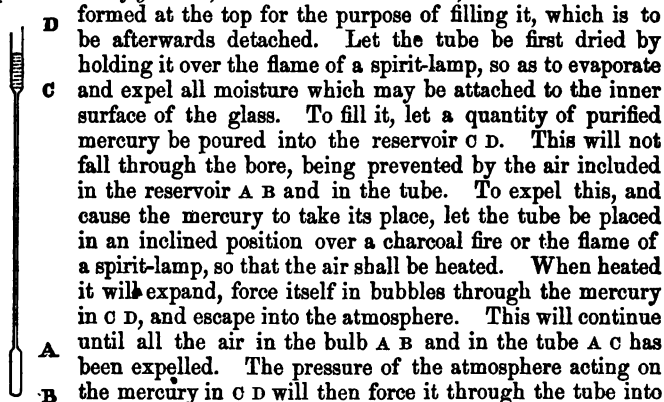 formed at the top for the purpose of filling it, which is to
D
be afterwards detached. Let the tube be first dried by
holding it over the flame of a spirit-lamp, so as to evaporate
C
and expel all moisture which may be attached to the inner
surface of the glass. To fill it, let a quantity of purified
mercury be poured into the reservoir C D. This will not
fall through the bore, being prevented by the air included
in the reservoir A B and in the tube. To expel this, and
cause the mercury to take its place, let the tube be placed
in an inclined position over a charcoal fire or the flame of
a spirit-lamp, so that the air shall be heated. When heated
it will expand, force itself in bubbles through the mercury
in C D, and escape into the atmosphere. This will continue
until all the air in the bulb A B and in the tube A C has
A
been expelled. The pressure of the atmosphere acting on
B
the mercury in C D will then force it through the tube into